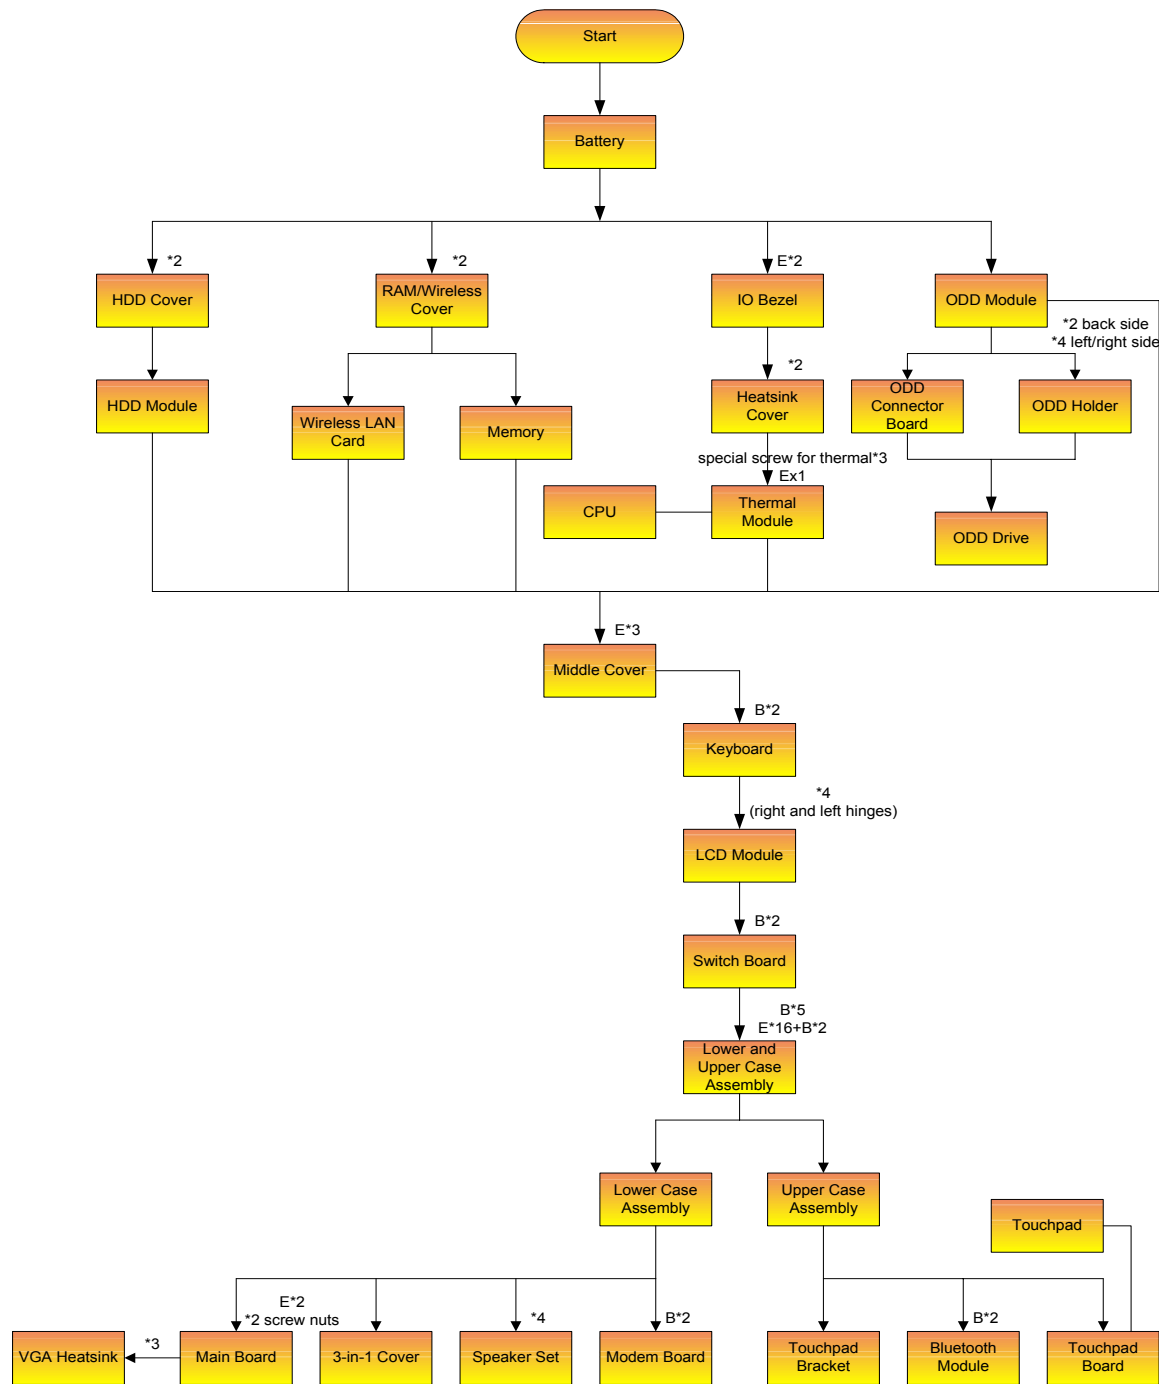 Start
Battery
*2
*2
E*2
HDD Cover
RAM/Wireless
Cover
IO Bezel
ODD Module
*2 back side
*4 left/right side
*2
HDD Module
Wireless LAN
Card
Memory
Heatsink
Cover
ODD
Connector
Board
ODD Holder
special screw for thermal*3
Ex1
CPU
Thermal
Module
ODD Drive
E*3
Middle Cover
B*2
Keyboard
*4
(right and left hinges)
LCD Module
B*2
Switch Board
B*5
E*16+B*2
Lower and
Upper Case
Assembly
Lower Case
Assembly
Upper Case
Assembly
Touchpad
E*2
*2 screw nuts
*4
B*2
B*2
*3
VGA Heatsink
Main Board
3-in-1 Cover
Speaker Set
Modem Board
Touchpad
Bracket
Bluetooth
Module
Touchpad
Board